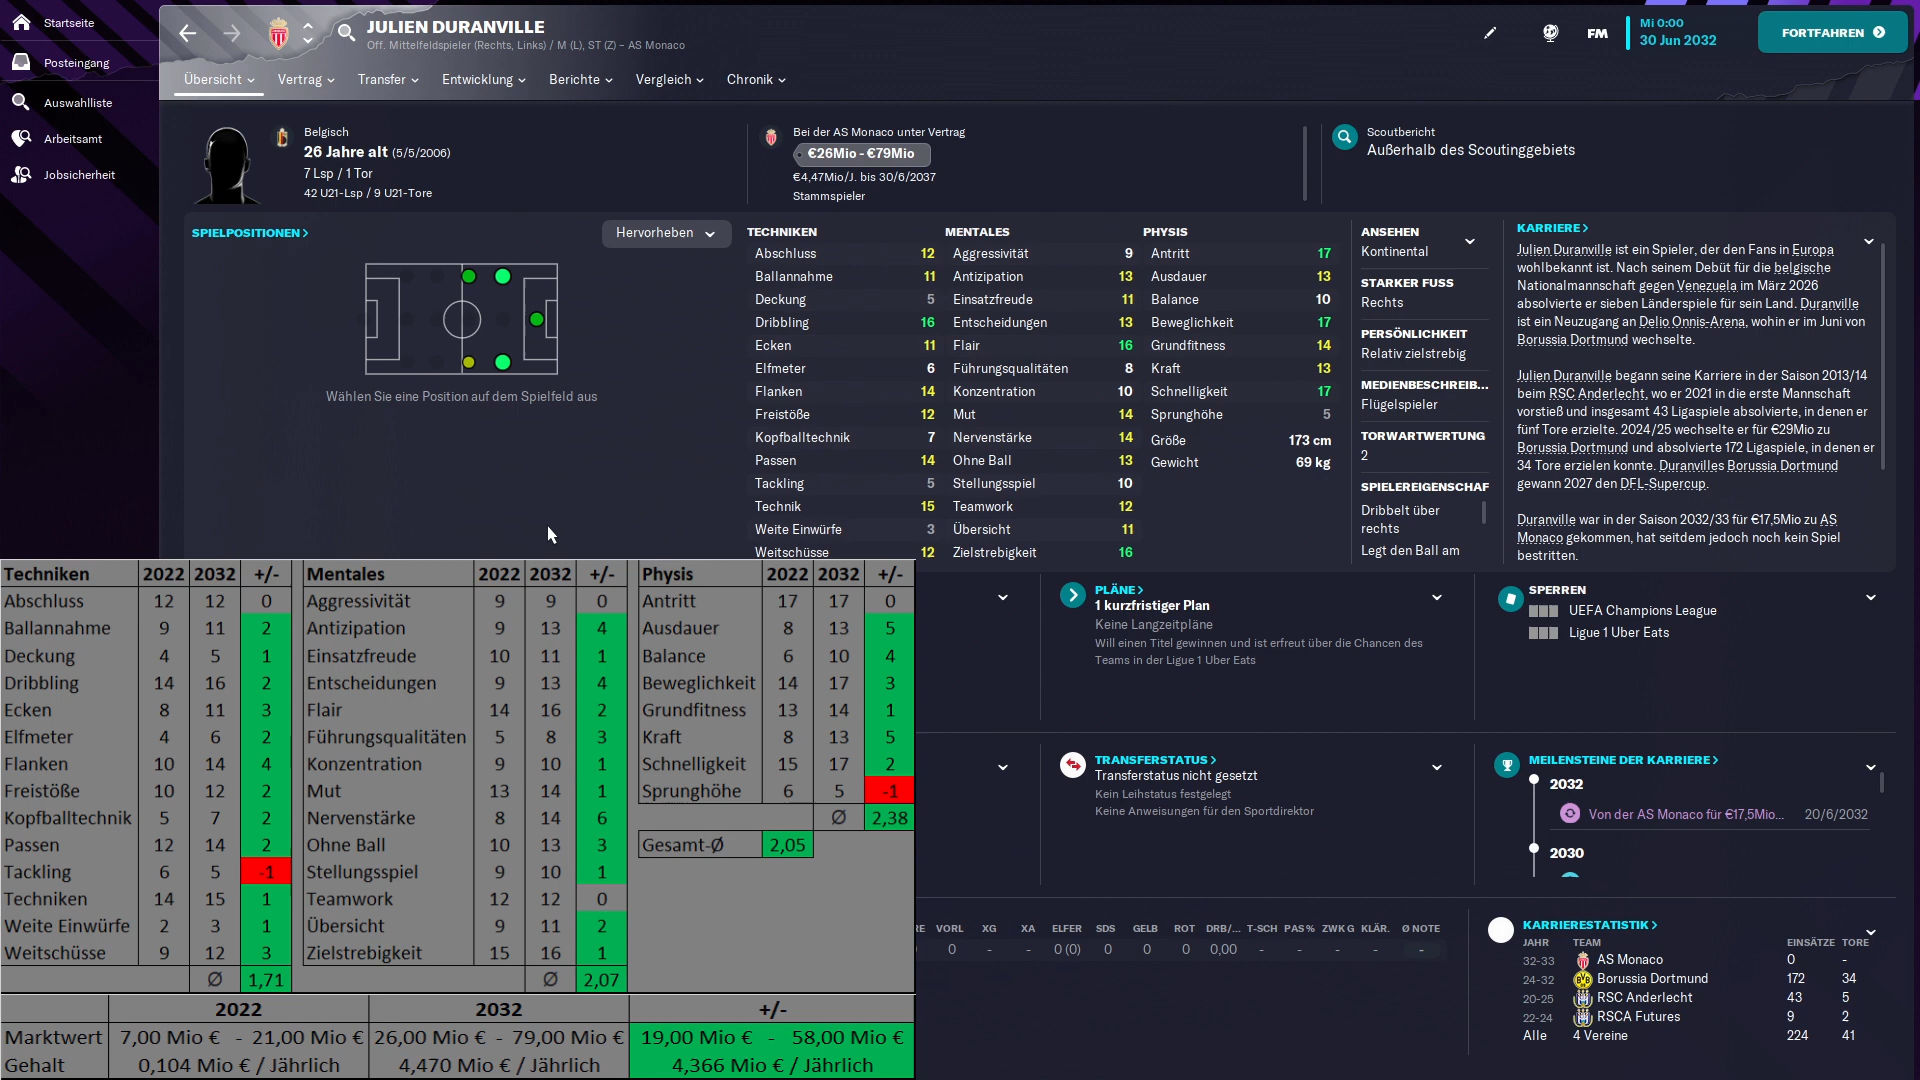 Startseite
Posteingang
Auswahlliste
Arbeitsamt
Jobsicherheit
JULIEN DURANVILLE
Off. Mittelfeldspieler (Rechts, Links) / M (L), ST (Z) – AS Monaco
FM
Mi 0:00
30 Jun 2032
FORTFAHREN
Übersicht Vertrag Transfer Entwicklung Berichte Vergleich Chronik
Belgisch
26 Jahre alt (5/5/2006)
7 Lsp / 1 Tor
42 U21-Lsp / 9 U21-Tore
Bei der AS Monaco unter Vertrag
€26Mio - €79Mio
€4,47Mio/J. bis 30/6/2037
Stammspieler
Scoutbericht
Außerhalb des Scoutinggebiets
SPIELPOSITIONEN
Hervorheben
Wählen Sie eine Position auf dem Spielfeld aus
TECHNIKEN
Abschluss 12
Ballannahme 11
Deckung 5
Dribbling 16
Ecken 11
Elfmeter 6
Flanken 14
Freistöße 12
Kopfballtechnik 7
Passen 14
Tackling 5
Technik 15
Weite Einwürfe 3
Weitschüsse 12
MENTALES
Aggressivität 9
Antizipation 13
Einsatzfreude 11
Entscheidungen 13
Flair 16
Führungsqualitäten 8
Konzentration 10
Mut 14
Nervenstärke 14
Ohne Ball 13
Stellungsspiel 10
Teamwork 12
Übersicht 11
Zielstrebigkeit 16
PHYSIS
Antritt 17
Ausdauer 13
Balance 10
Beweglichkeit 17
Grundfitness 14
Kraft 13
Schnelligkeit 17
Sprunghöhe 5
Größe 173 cm
Gewicht 69 kg
ANSEHEN
Kontinental
STARKER FUSS
Rechts
PERSÖNLICHKEIT
Relativ zielstrebig
MEDIENBESCHREIB...
Flügelspieler
TORWARTWERTUNG
2
SPIELEREIGENSCHAF
Dribbelt über
rechts
Legt den Ball am
KARRIERE
Julien Duranville ist ein Spieler, der den Fans in Europa
wohlbekannt ist. Nach seinem Debüt für die belgische
Nationalmannschaft gegen Venezuela im März 2026
absolvierte er sieben Länderspiele für sein Land. Duranville
ist ein Neuzugang an Delio Onnis-Arena, wohin er im Juni von
Borussia Dortmund wechselte.
Julien Duranville begann seine Karriere in der Saison 2013/14
beim RSC Anderlecht, wo er 2021 in die erste Mannschaft
vorstieß und insgesamt 43 Ligaspiele absolvierte, in denen er
fünf Tore erzielte. 2024/25 wechselte er für €29Mio zu
Borussia Dortmund und absolvierte 172 Ligaspiele, in denen er
34 Tore erzielen konnte. Duranvilles Borussia Dortmund
gewann 2027 den DFL-Supercup.
Duranville war in der Saison 2032/33 für €17,5Mio zu AS
Monaco gekommen, hat seitdem jedoch noch kein Spiel
bestritten.
Techniken 2022 2032 +/-
Abschluss 12 12 0
Ballannahme 9 11 2
Deckung 4 5 1
Dribbling 14 16 2
Ecken 8 11 3
Elfmeter 4 6 2
Flanken 10 14 4
Freistöße 10 12 2
Kopfballtechnik 5 7 2
Passen 12 14 2
Tackling 6 5 -1
Techniken 14 15 1
Weite Einwürfe 2 3 1
Weitschüsse 9 12 3
Ø 1,71
Mentales 2022 2032 +/-
Aggressivität 9 9 0
Antizipation 9 13 4
Einsatzfreude 10 11 1
Entscheidungen 9 13 4
Flair 14 16 2
Führungsqualitäten 5 8 3
Konzentration 9 10 1
Mut 13 14 1
Nervenstärke 8 14 6
Ohne Ball 10 13 3
Stellungsspiel 9 10 1
Teamwork 12 12 0
Übersicht 9 11 2
Zielstrebigkeit 15 16 1
Ø 2,07
Physis 2022 2032 +/-
Antritt 17 17 0
Ausdauer 8 13 5
Balance 6 10 4
Beweglichkeit 14 17 3
Grundfitness 13 14 1
Kraft 8 13 5
Schnelligkeit 15 17 2
Sprunghöhe 6 5 -1
Ø 2,38
Gesamt-Ø 2,05
2022 2032 +/-
Marktwert 7,00 Mio € - 21,00 Mio € 26,00 Mio € - 79,00 Mio € 19,00 Mio € - 58,00 Mio €
Gehalt 0,104 Mio € / Jährlich 4,470 Mio € / Jährlich 4,366 Mio € / Jährlich
PLÄNE
1 kurzfristiger Plan
Keine Langzeitpläne
Will einen Titel gewinnen und ist erfreut über die Chancen des
Teams in der Ligue 1 Uber Eats
SPERREN
UEFA Champions League
Ligue 1 Uber Eats
TRANSFERSTATUS
Transferstatus nicht gesetzt
Kein Leihstatus festgelegt
Keine Anweisungen für den Sportdirektor
MEILENSTEINE DER KARRIERE
2032
Von der AS Monaco für €17,5Mio... 20/6/2032
2030
RE VORL XG XA ELFER SDS GELB ROT DRB/... T-SCH PAS % ZWK G KLÄR. Ø NOTE
0 - - 0 (0) 0 0 0 0,00 - - - - -
KARRIERESTATISTIK
JAHR TEAM EINSÄTZE TORE
32-33 AS Monaco 0 -
24-32 Borussia Dortmund 172 34
20-25 RSC Anderlecht 43 5
22-24 RSCA Futures 9 2
Alle 4 Vereine 224 41